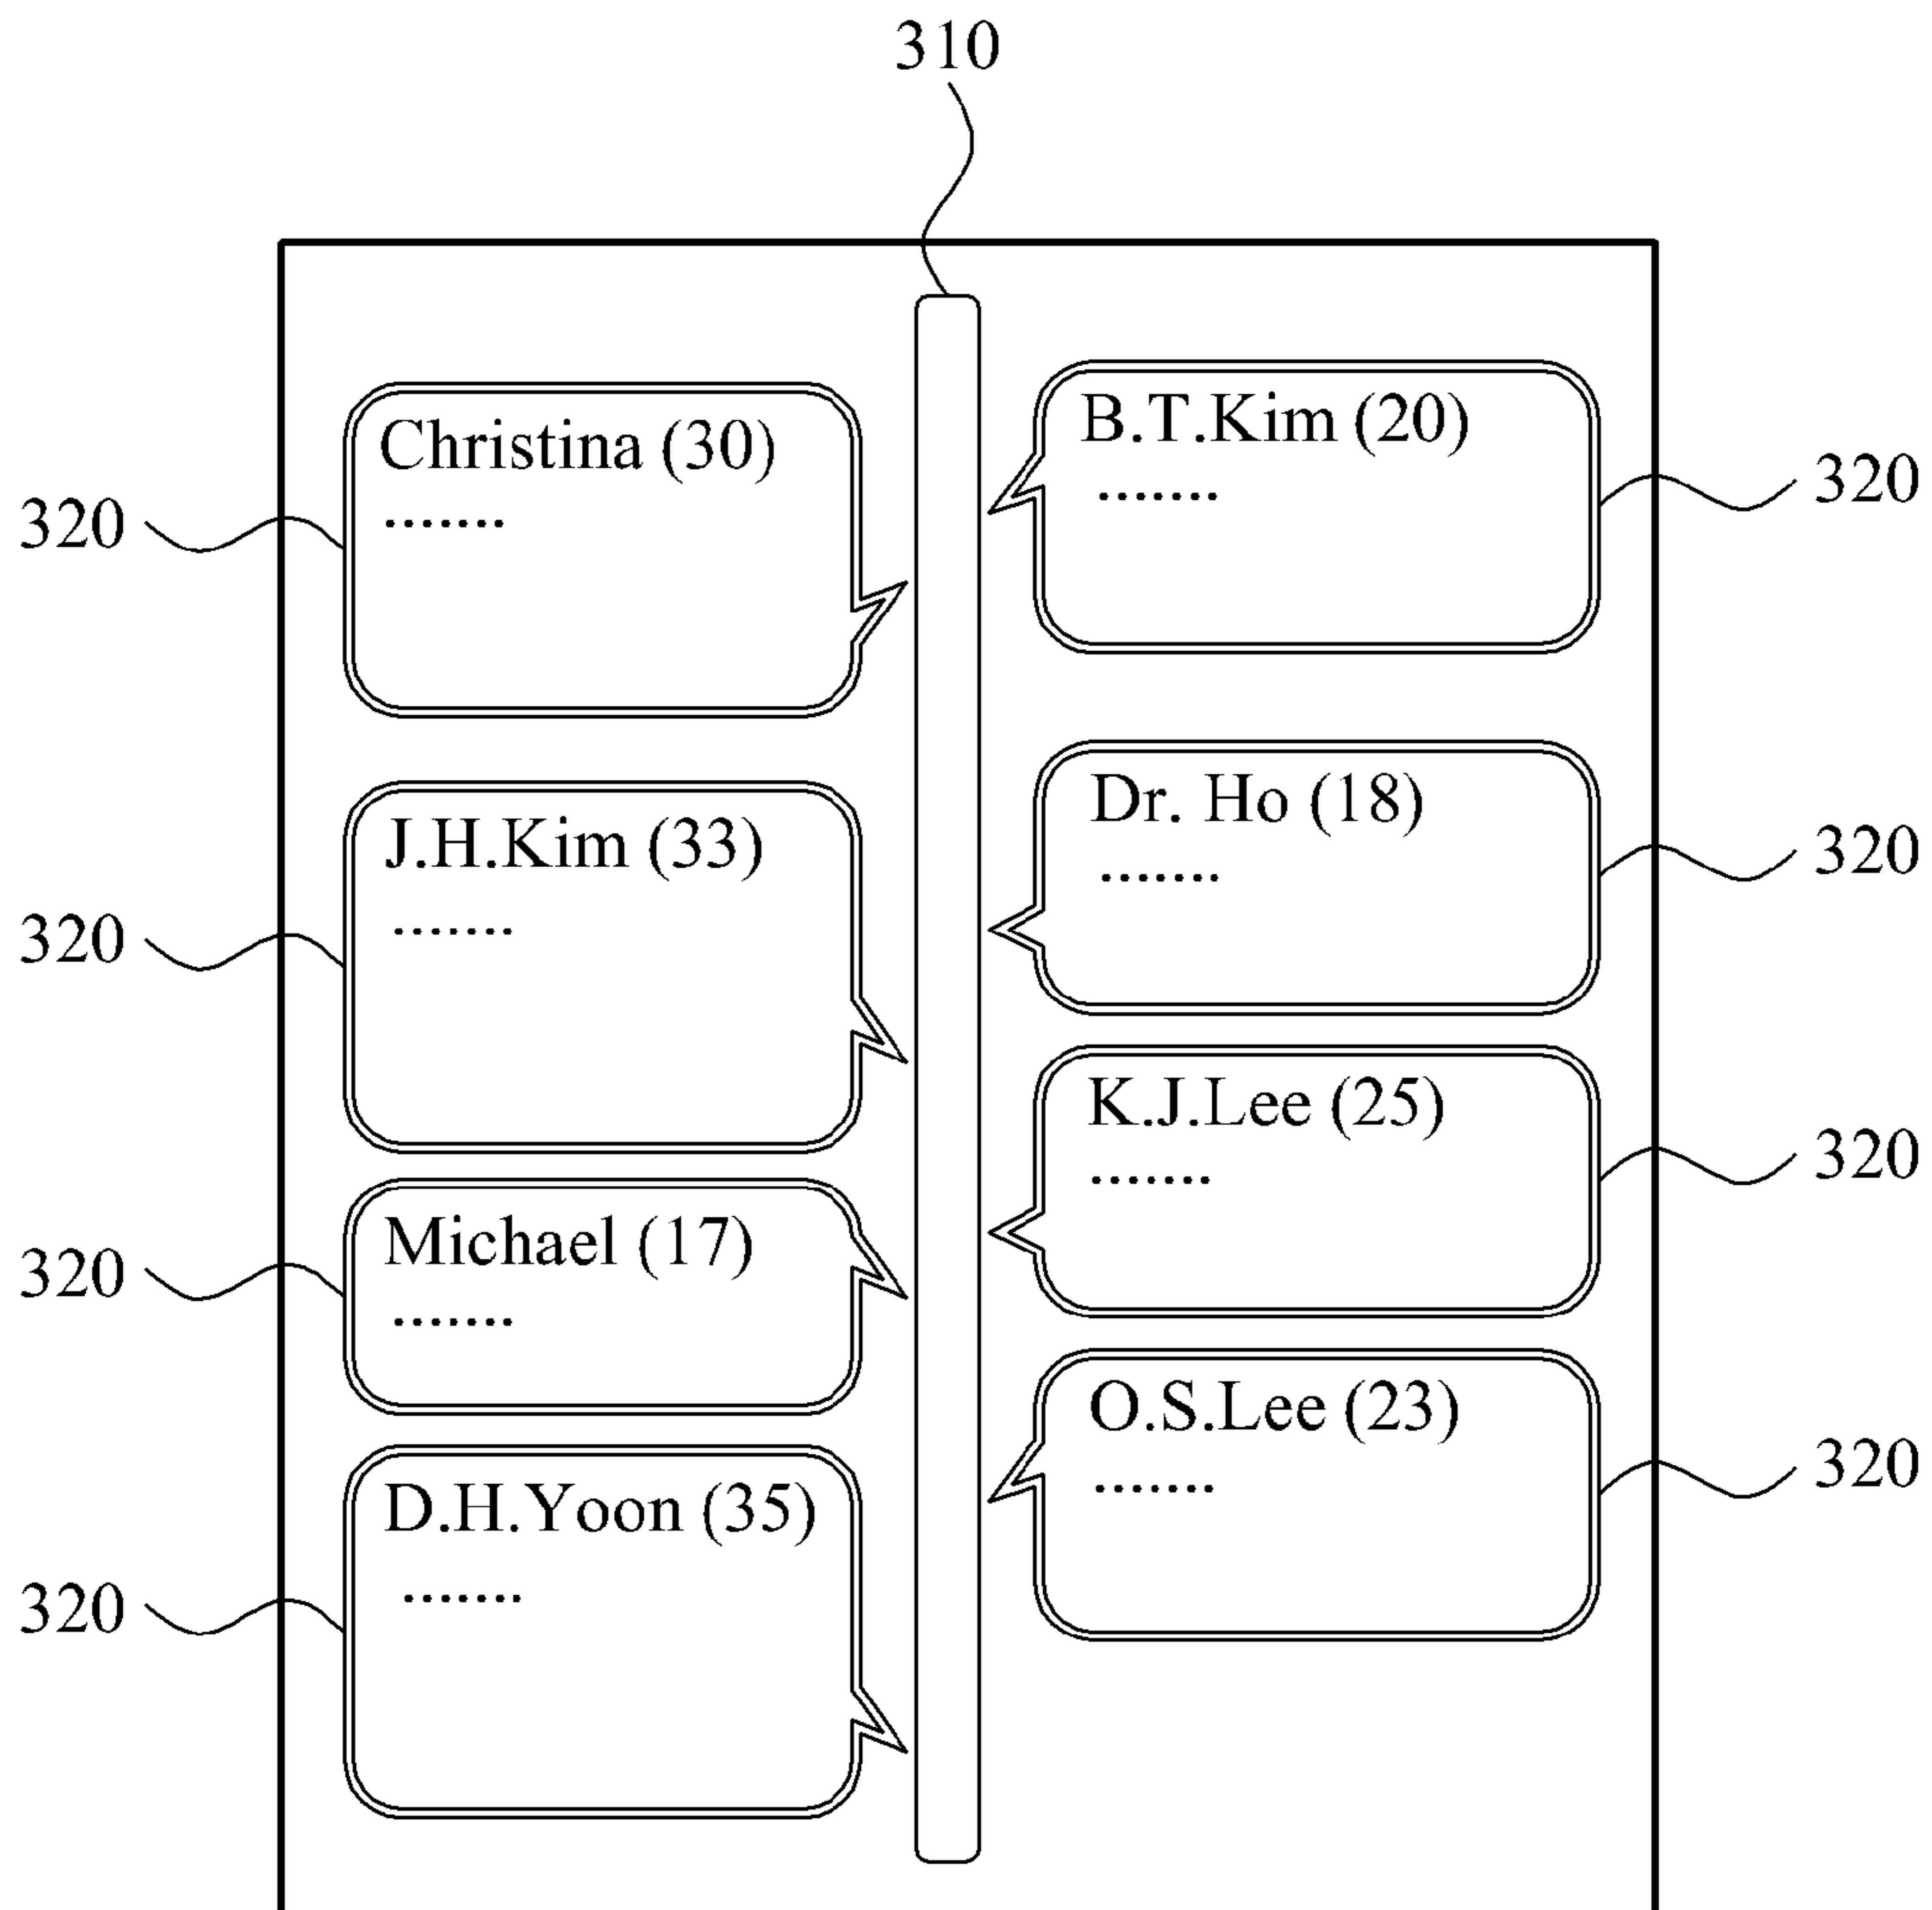 310
Christina (30)
.......
320
J.H.Kim (33)
.......
320
Michael (17)
.......
320
D.H.Yoon (35)
.......
320
B.T.Kim (20)
.......
320
Dr. Ho (18)
.......
320
K.J.Lee (25)
.......
320
O.S.Lee (23)
.......
320